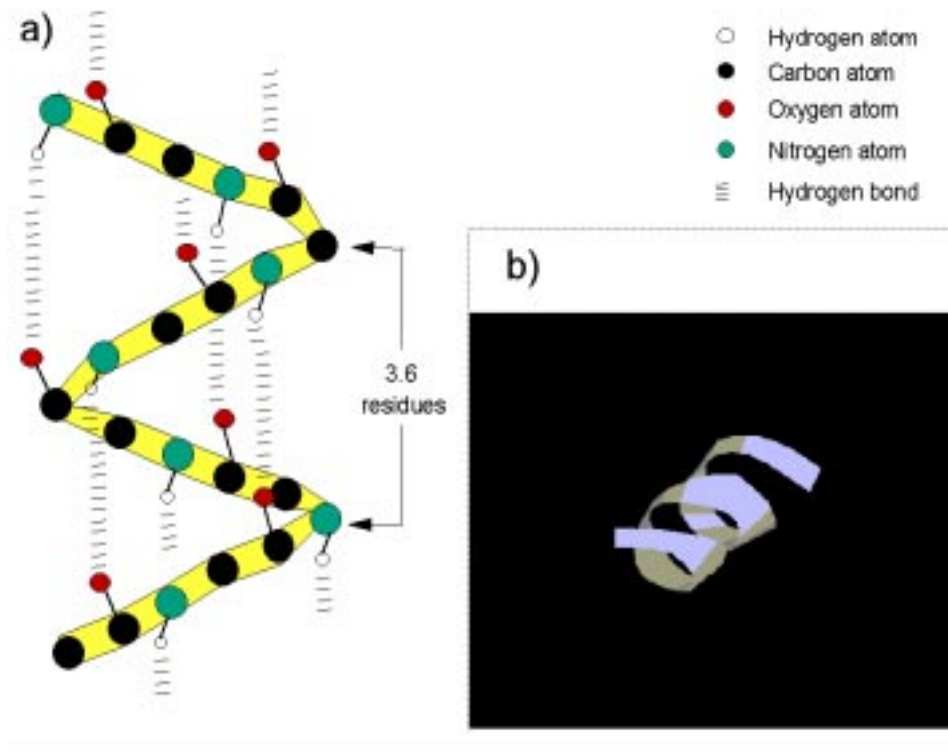 a)
Hydrogen atom
Carbon atom
Oxygen atom
Nitrogen atom
Hydrogen bond
b)
3.6
residues